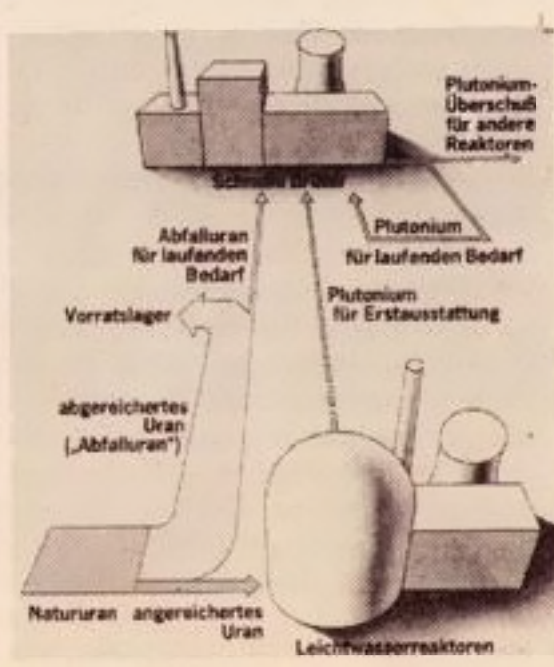 Plutonium-
Überschuß
für andere
Reaktoren
Schnelle Brüter
Abfalluran
für laufenden
Bedarf
Plutonium
für laufenden Bedarf
Plutonium
für Erstausstattung
Vorratslager
abgereichertes
Uran
(„Abfalluran“)
Natururan angereichertes
Uran
Leichtwasserreaktoren